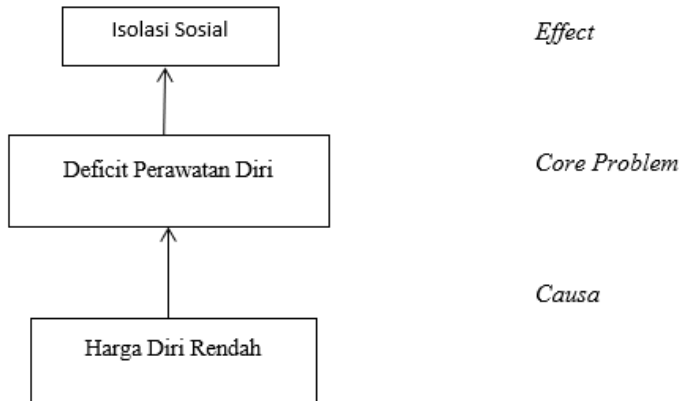 Isolasi Sosial
Effect
Deficit Perawatan Diri
Core Problem
Causa
Harga Diri Rendah